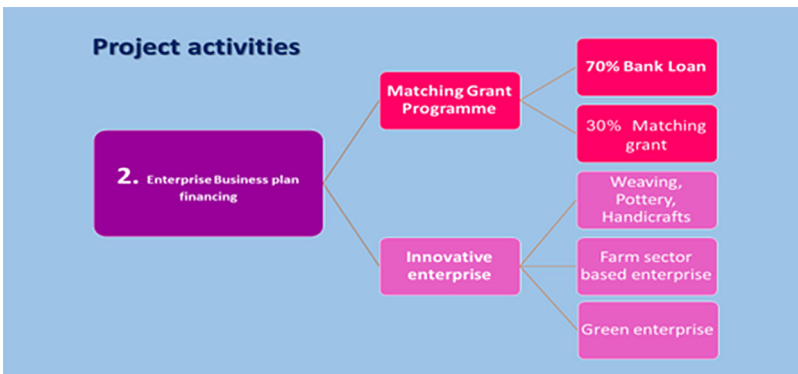 Project activities
2. Enterprise Business plan
financing
Matching Grant
Programme
70% Bank Loan
30% Matching
grant
Innovative
enterprise
Weaving,
Pottery,
Handicrafts
Farm sector
based enterprise
Green enterprise